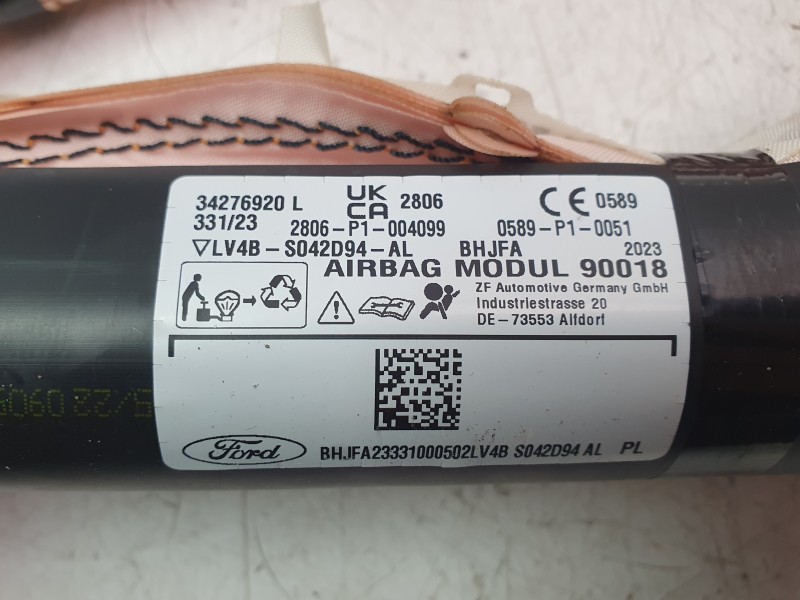 34276920 L
331/23
UK
CA
2806
CE 0589
2806-P1-004099
0589-P1-0051
▽LV4B-S042D94-AL
BHJFA
2023
AIRBAG MODUL 90018
ZF Automotive Germany GmbH
Industriestrasse 20
DE-73553 Alfdorf
Ford
BHJFA23331000502LV4B S042D94 AL PL